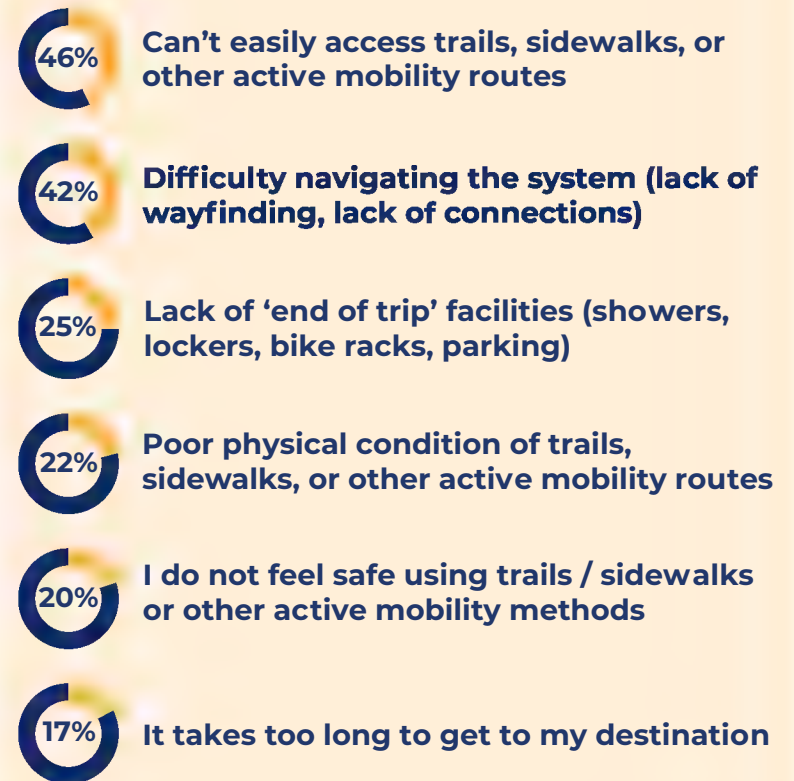 46%
Can’t easily access trails, sidewalks, or
other active mobility routes
42%
Difficulty navigating the system (lack of
wayfinding, lack of connections)
25%
Lack of ‘end of trip’ facilities (showers,
lockers, bike racks, parking)
22%
Poor physical condition of trails,
sidewalks, or other active mobility routes
20%
I do not feel safe using trails / sidewalks
or other active mobility methods
17%
It takes too long to get to my destination